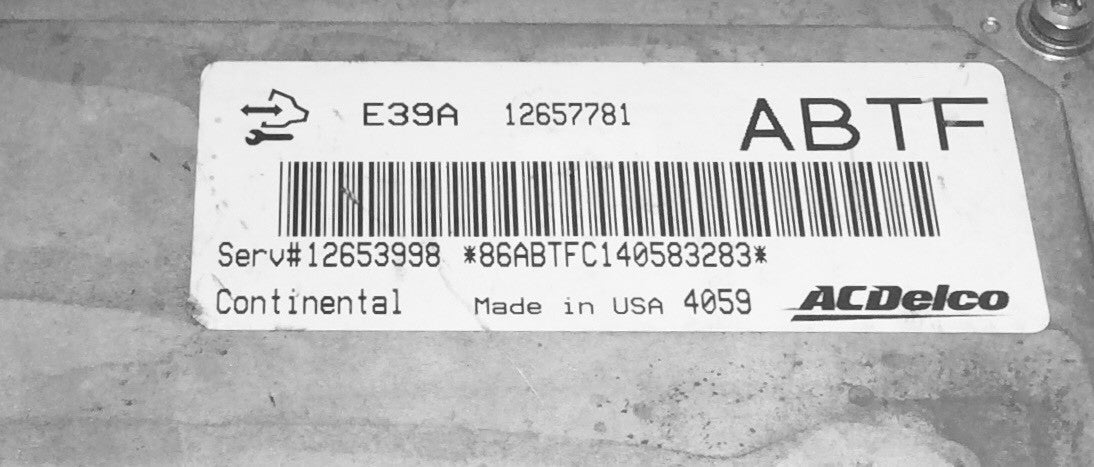 E39A 12657781 ABTF
Serv#12653998 *86ABTFC140583283*
Continental Made in USA 4059 ACDelco